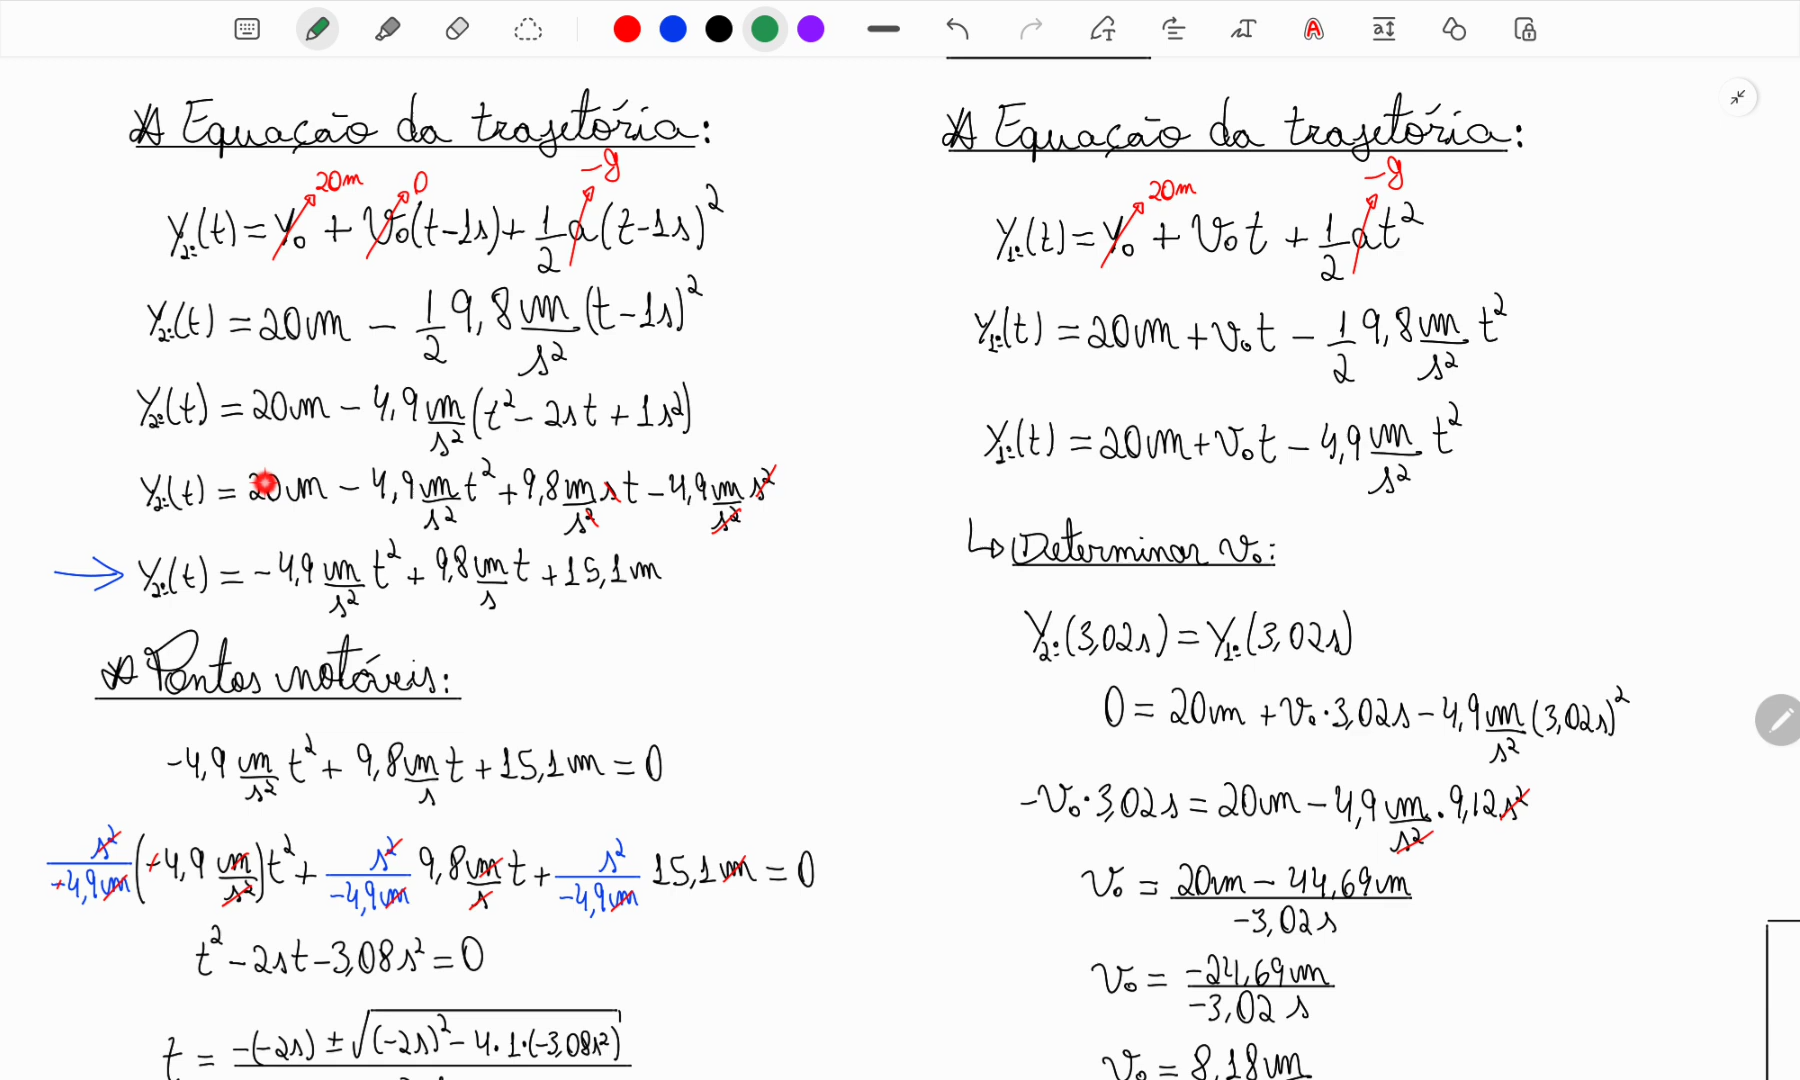 Equação da trajetória:
20m 0 -g
Y₂:(t) = Y₀ + V₀(t-1s) + 1/2 a(t-1s)²
Y₂:(t) = 20m - 1/2 9,8 m/s² (t-1s)²
Y₂:(t) = 20m - 4,9 m/s² (t² - 2st + 1s²)
Y₂:(t) = 20m - 4,9 m/s² t² + 9,8 m/s² s t - 4,9 m/s² s²
→ Y₂:(t) = -4,9 m/s² t² + 9,8 m/s t + 15,1m
Pontos notáveis:
-4,9 m/s² t² + 9,8 m/s t + 15,1m = 0
s²/-4,9m (-4,9 m/s²)t² + s²/-4,9m 9,8 m/s t + s²/-4,9m 15,1m = 0
t² - 2st - 3,08s² = 0
t = -(-2s) ± √(-2s)² - 4·1·(-3,08s²)
Equação da trajetória:
20m -g
Y₁:(t) = Y₀ + V₀t + 1/2 at²
Y₁:(t) = 20m + V₀t - 1/2 9,8 m/s² t²
Y₁:(t) = 20m + V₀t - 4,9 m/s² t²
↳ Determinar V₀:
Y₂:(3,02s) = Y₁:(3,02s)
0 = 20m + V₀·3,02s - 4,9 m/s² (3,02s)²
-V₀·3,02s = 20m - 4,9 m/s² · 9,12s²
V₀ = 20m - 44,69m / -3,02s
V₀ = -24,69m / -3,02s
V₀ = 8,18m